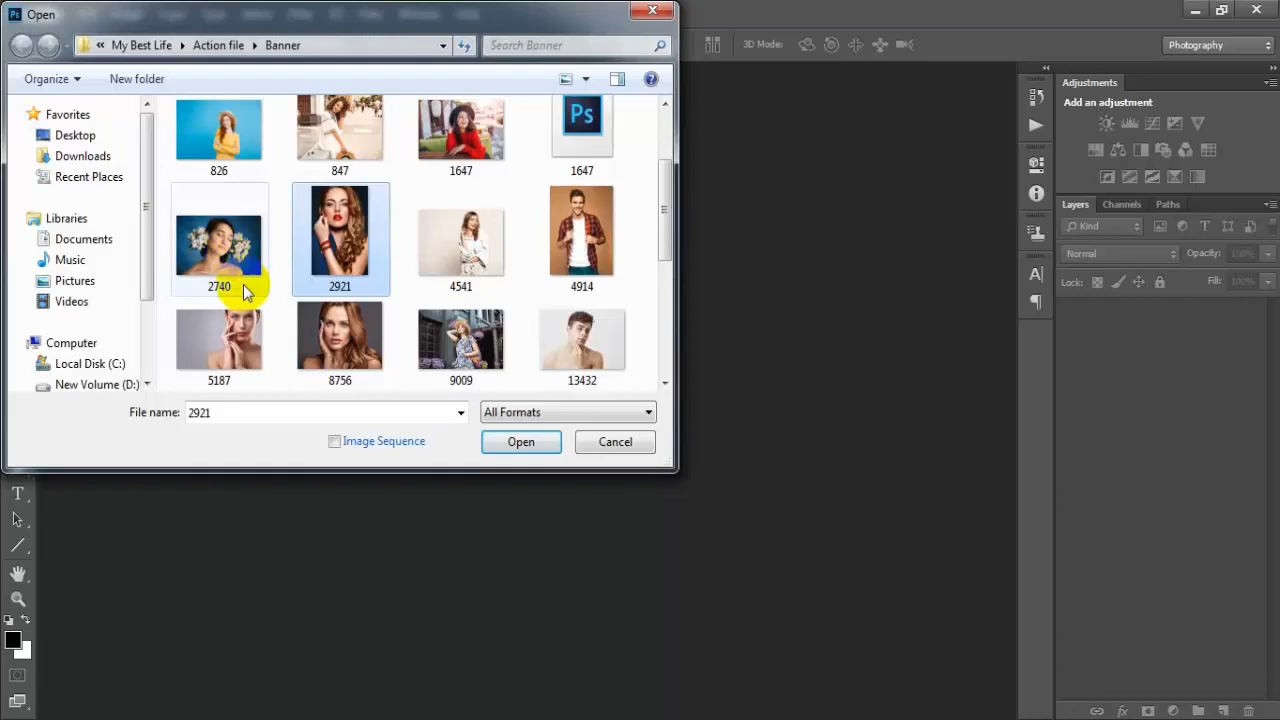 Ps Open
« My Best Life Action file Banner
Search Banner
3D Mode:
Photography
Organize
New folder
Adjustments
Add an adjustment
Favorites
Desktop
Downloads
Recent Places
Libraries
Documents
Music
Pictures
Videos
Computer
Local Disk (C:)
New Volume (D:)
Ps
826
847
1647
1647
2740
2921
4541
4914
5187
8756
9009
13432
File name:
2921
All Formats
Image Sequence
Open
Cancel
Layers
Channels
Paths
Kind
Normal
Opacity:
100%
Lock:
Fill:
100%